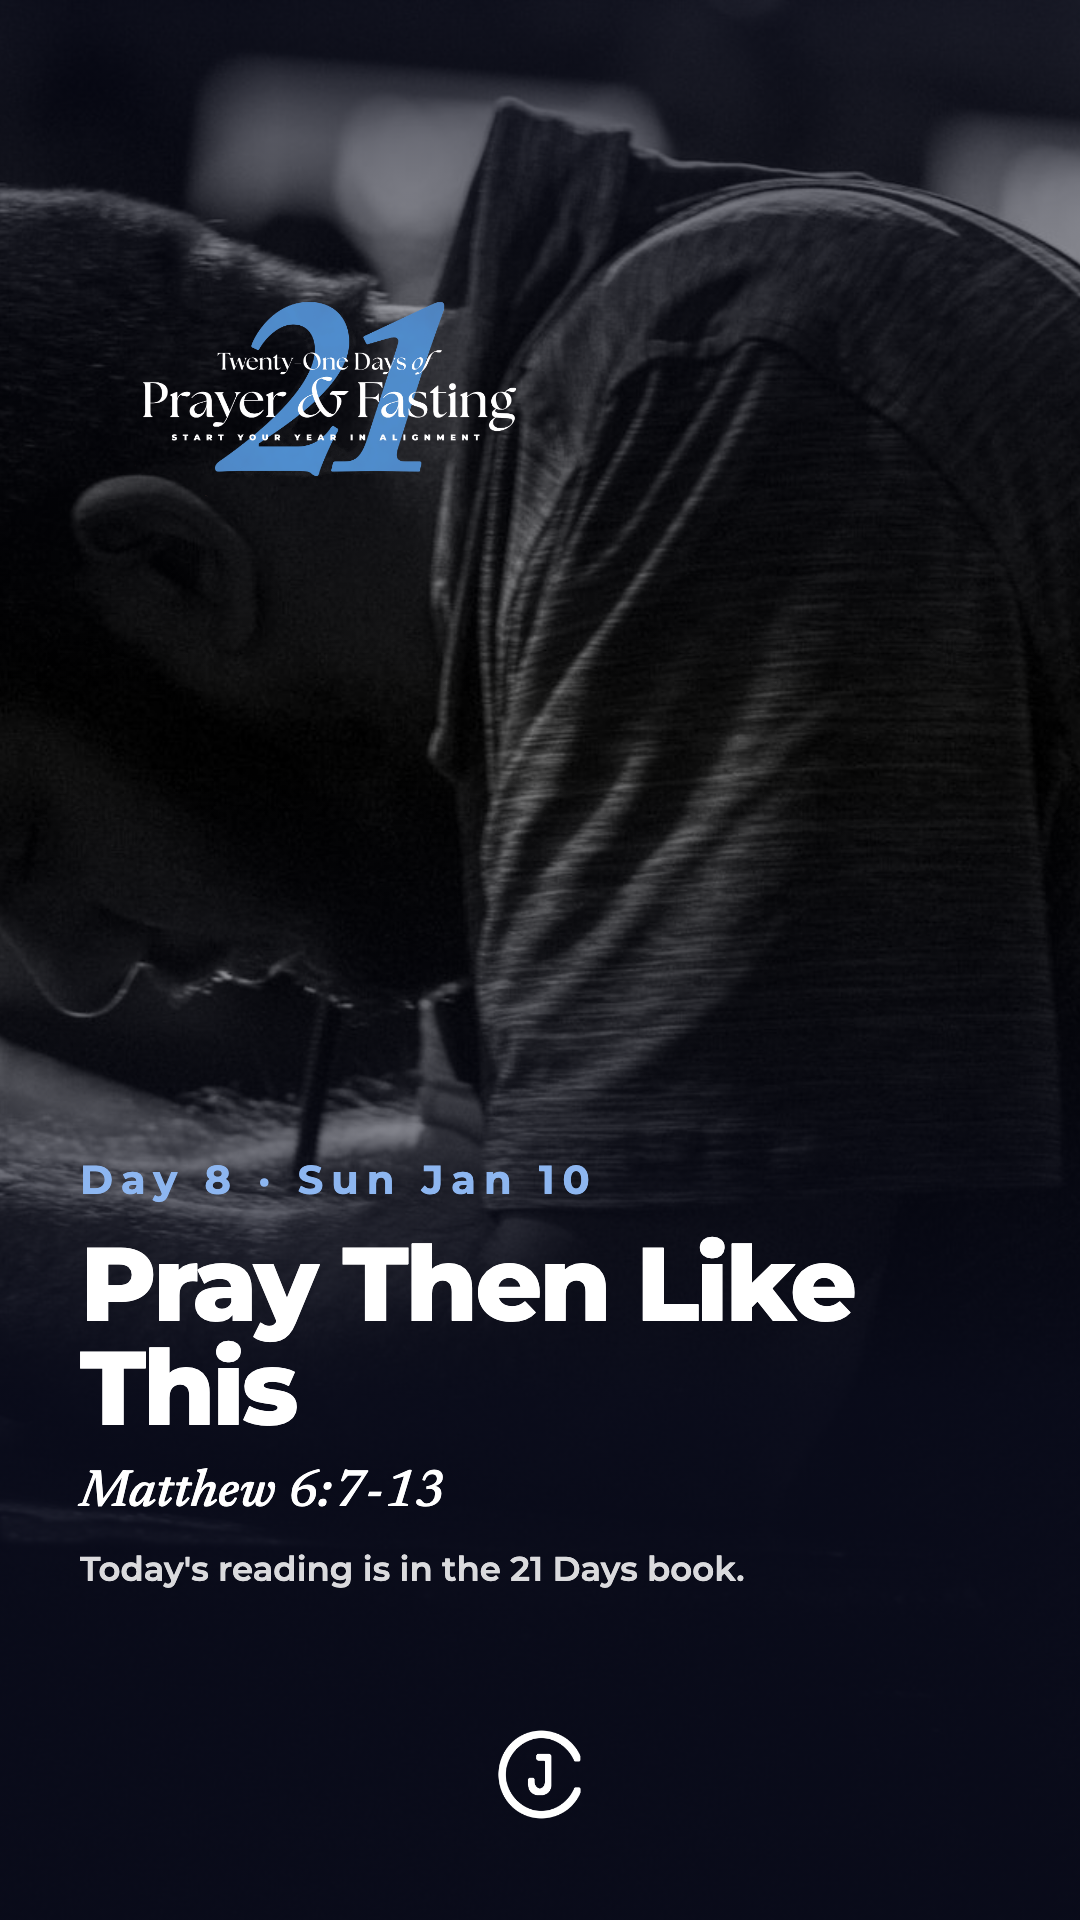 21
Twenty-One Days of
Prayer & Fasting
START YOUR YEAR IN ALIGNMENT
Day 8 · Sun Jan 10
Pray Then Like
This
Matthew 6:7-13
Today's reading is in the 21 Days book.
CJ